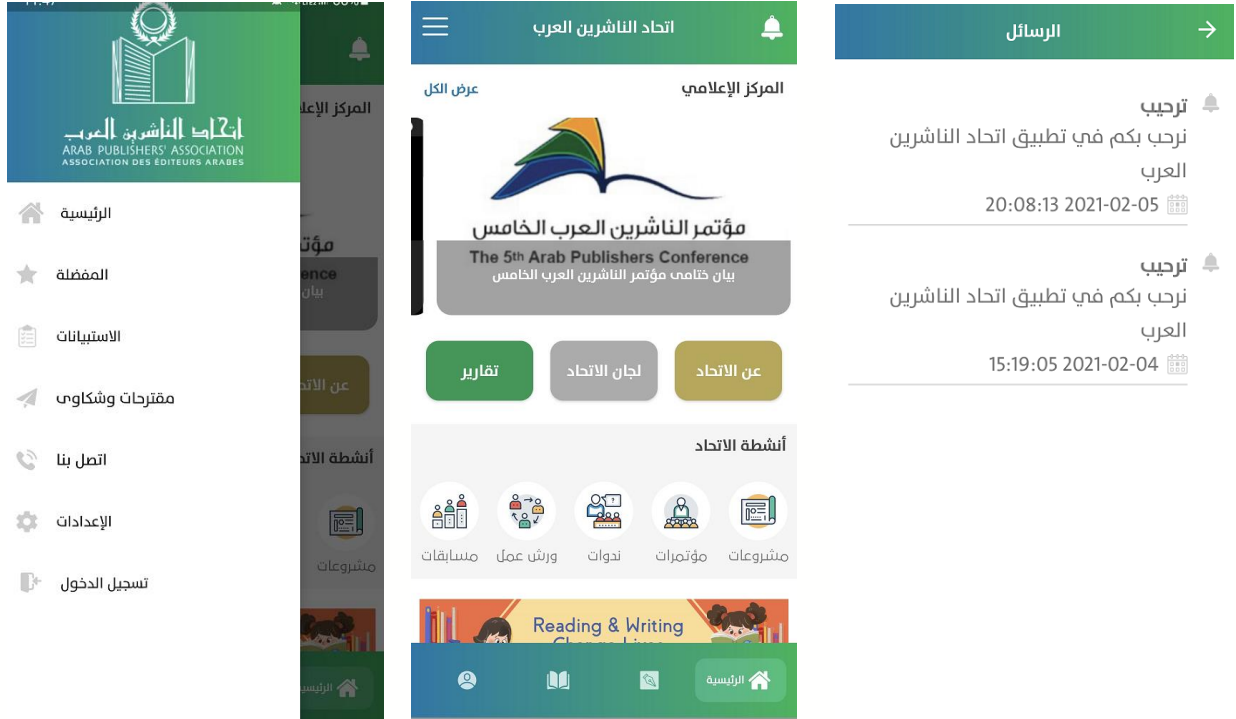 اتحاد الناشرين العرب
ARAB PUBLISHERS' ASSOCIATION
ASSOCIATION DES ÉDITEURS ARABES
الرئيسية
المفضلة
الاستبيانات
مقترحات وشكاوى
اتصل بنا
الإعدادات
تسجيل الدخول
المركز الإعلا
مؤت
ence
بيان
عن الاتح
أنشطة الاتح
مشروعات
الرئيسي
اتحاد الناشرين العرب
المركز الإعلامي
عرض الكل
مؤتمر الناشرين العرب الخامس
The 5th Arab Publishers Conference
بيان ختامى مؤتمر الناشرين العرب الخامس
عن الاتحاد
لجان الاتحاد
تقارير
أنشطة الاتحاد
مشروعات
مؤتمرات
ندوات
ورش عمل
مسابقات
Reading & Writing
الرئيسية
الرسائل
ترحيب
نرحب بكم في تطبيق اتحاد الناشرين
العرب
20:08:13 2021-02-05
ترحيب
نرحب بكم في تطبيق اتحاد الناشرين
العرب
15:19:05 2021-02-04